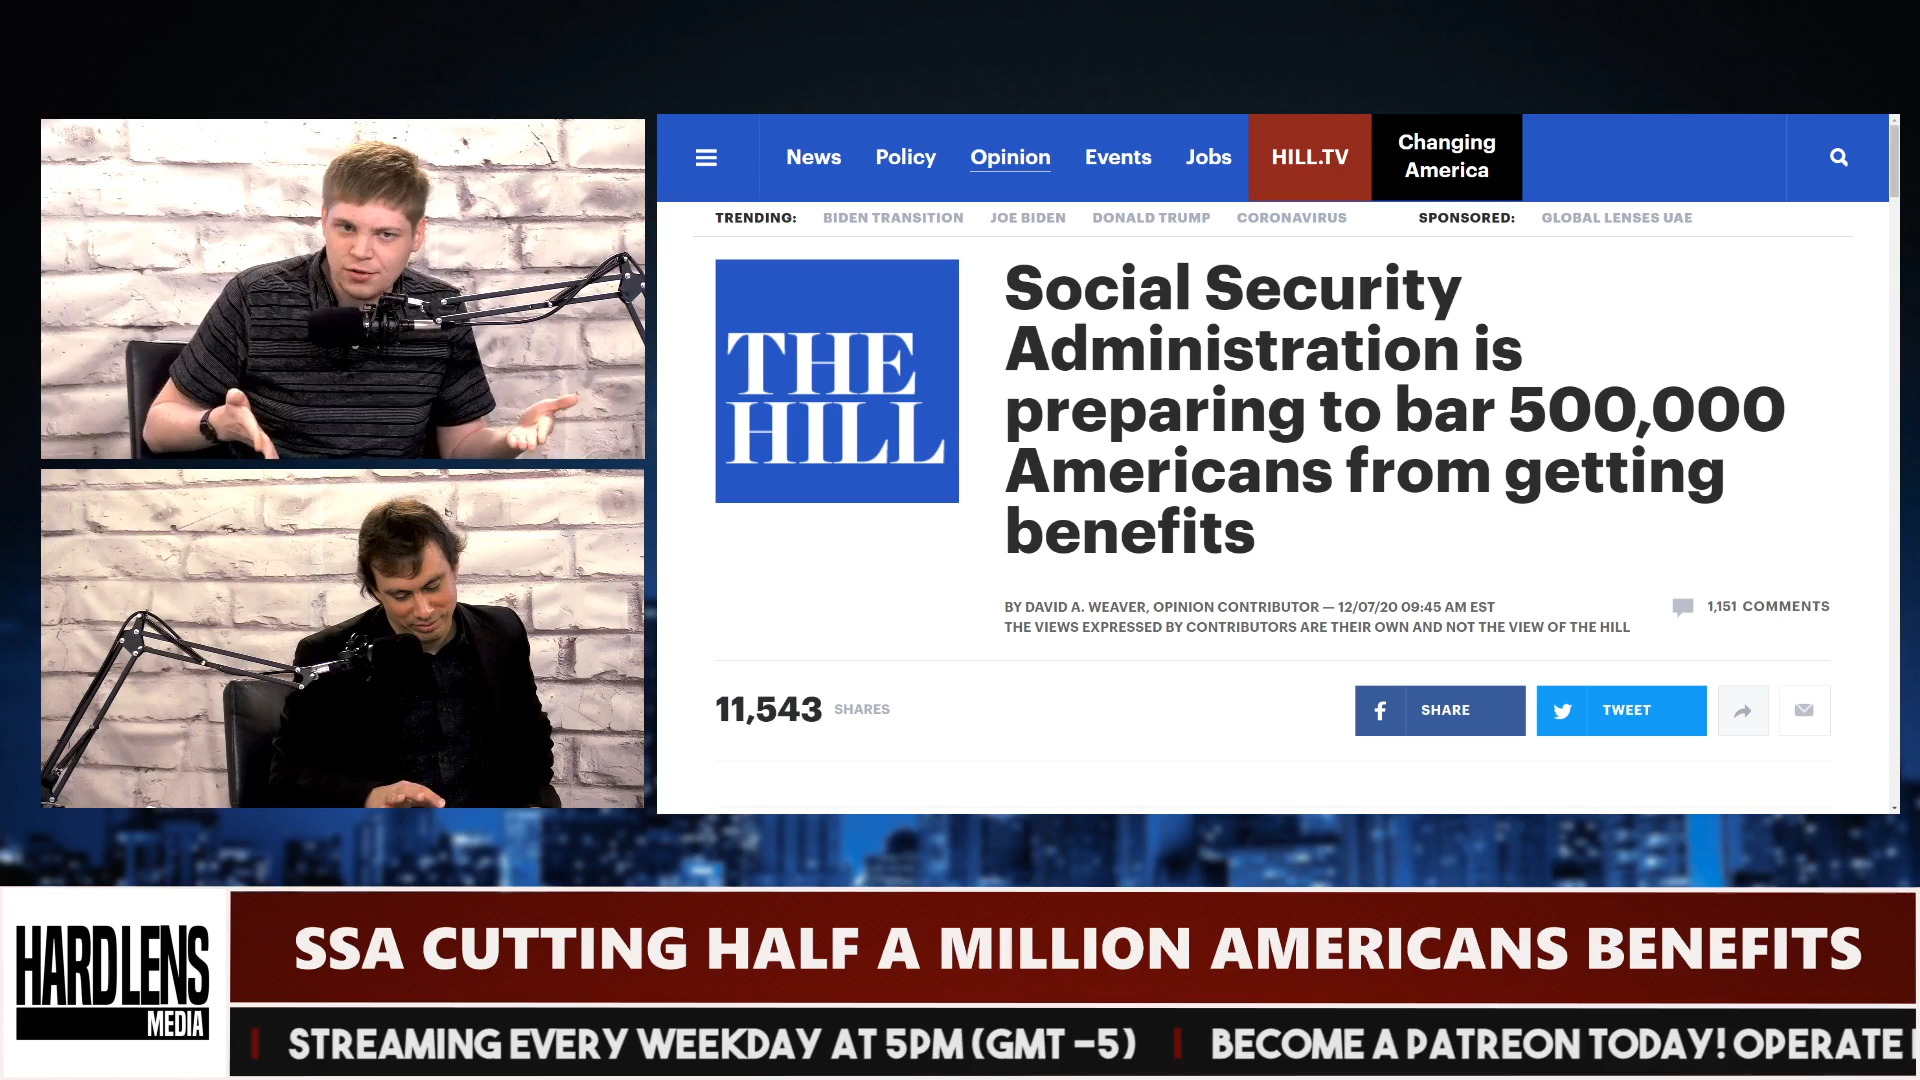 News Policy Opinion Events Jobs HILL.TV Changing
America
TRENDING: BIDEN TRANSITION JOE BIDEN DONALD TRUMP CORONAVIRUS SPONSORED: GLOBAL LENSES UAE
THE
HILL
Social Security
Administration is
preparing to bar 500,000
Americans from getting
benefits
BY DAVID A. WEAVER, OPINION CONTRIBUTOR — 12/07/20 09:45 AM EST
THE VIEWS EXPRESSED BY CONTRIBUTORS ARE THEIR OWN AND NOT THE VIEW OF THE HILL
1,151 COMMENTS
11,543 SHARES
SHARE
TWEET
HARD LENS
MEDIA
SSA CUTTING HALF A MILLION AMERICANS BENEFITS
STREAMING EVERY WEEKDAY AT 5PM (GMT -5) | BECOME A PATREON TODAY! OPERATE